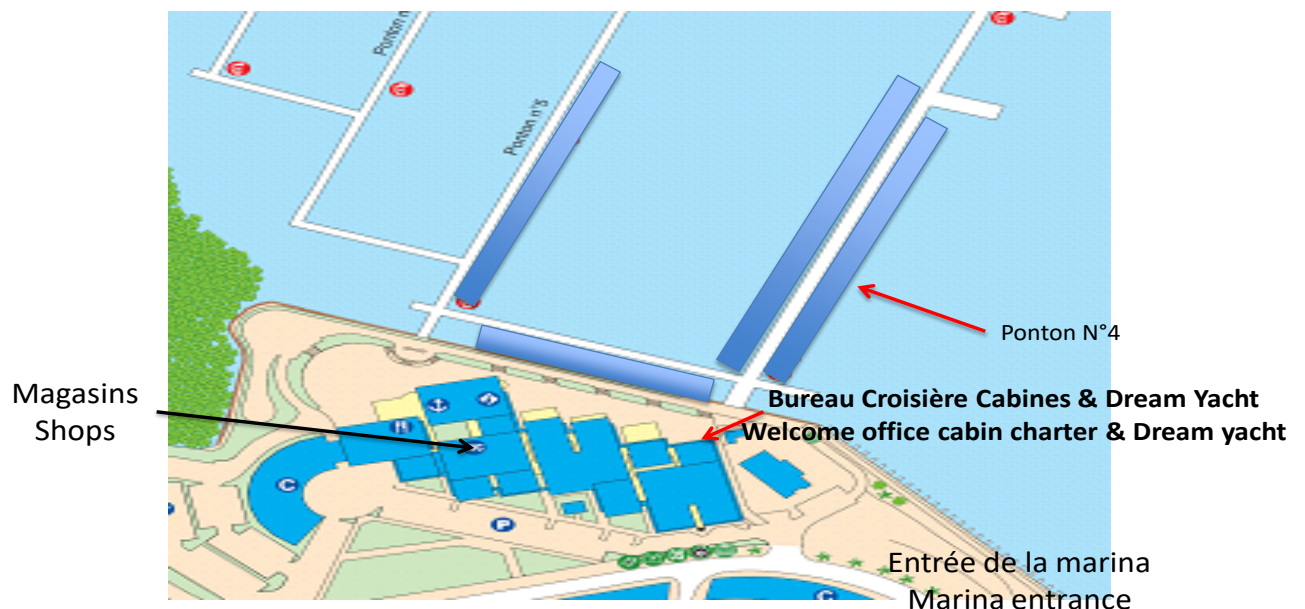 Ponton n
Ponton n°5
Ponton N°4
Magasins
Shops
Bureau Croisière Cabines & Dream Yacht
Welcome office cabin charter & Dream yacht
C
P
Entrée de la marina
Marina entrance
C